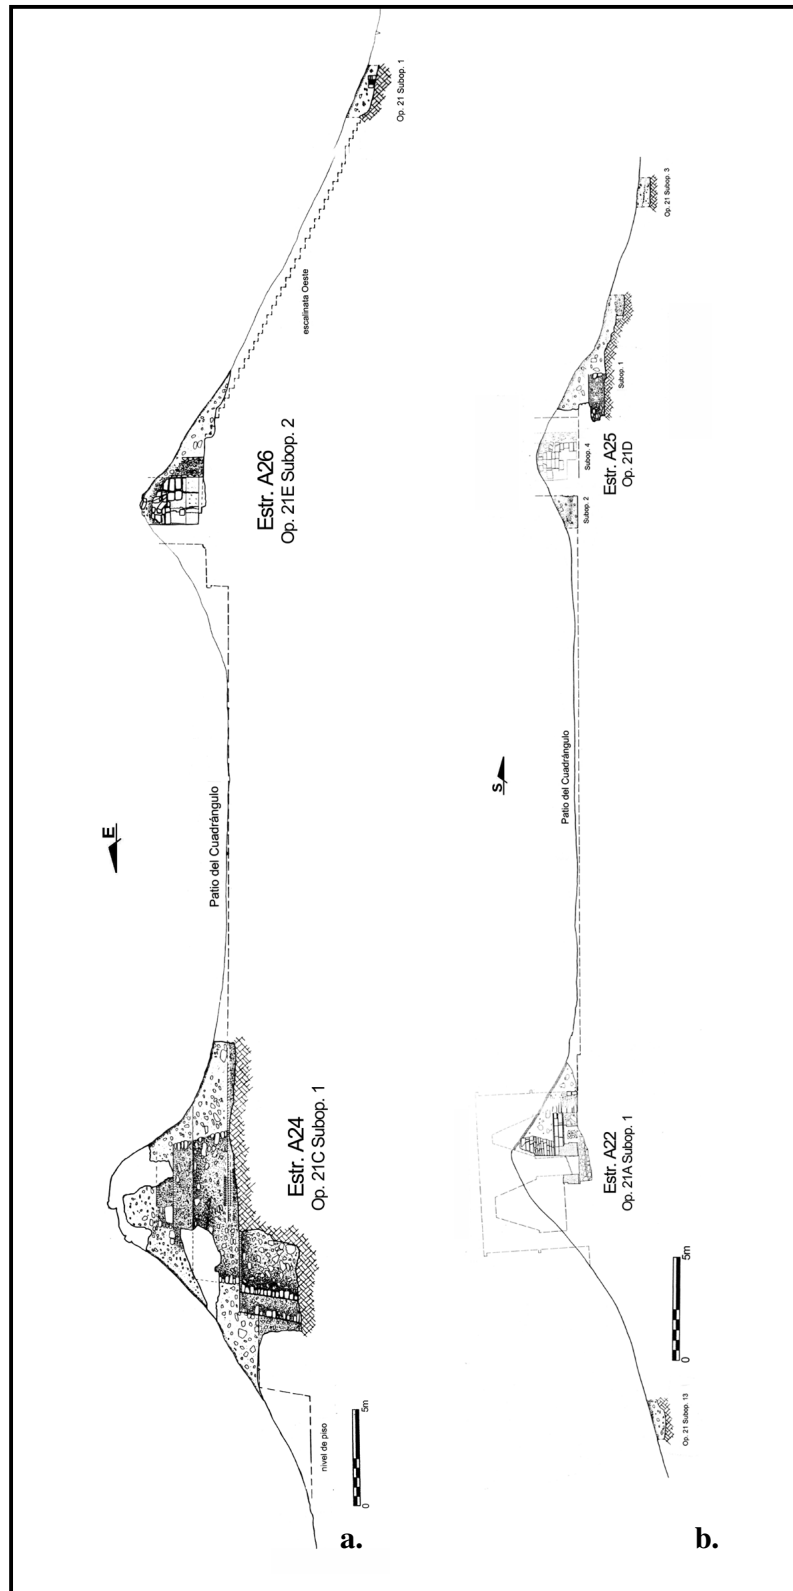 Op. 21 Subop. 1
escalinata Oeste
Estr. A26
Op. 21E Subop. 2
Patio del Cuadrángulo
E
Estr. A24
Op. 21C Subop. 1
nivel de piso
0
5m
a.
Op. 21 Subop. 3
Subop. 1
Subop. 4
Subop. 2
Estr. A25
Op. 21D
Patio del Cuadrángulo
S
Estr. A22
Op. 21A Subop. 1
Op. 21 Subop. 13
0
5m
b.